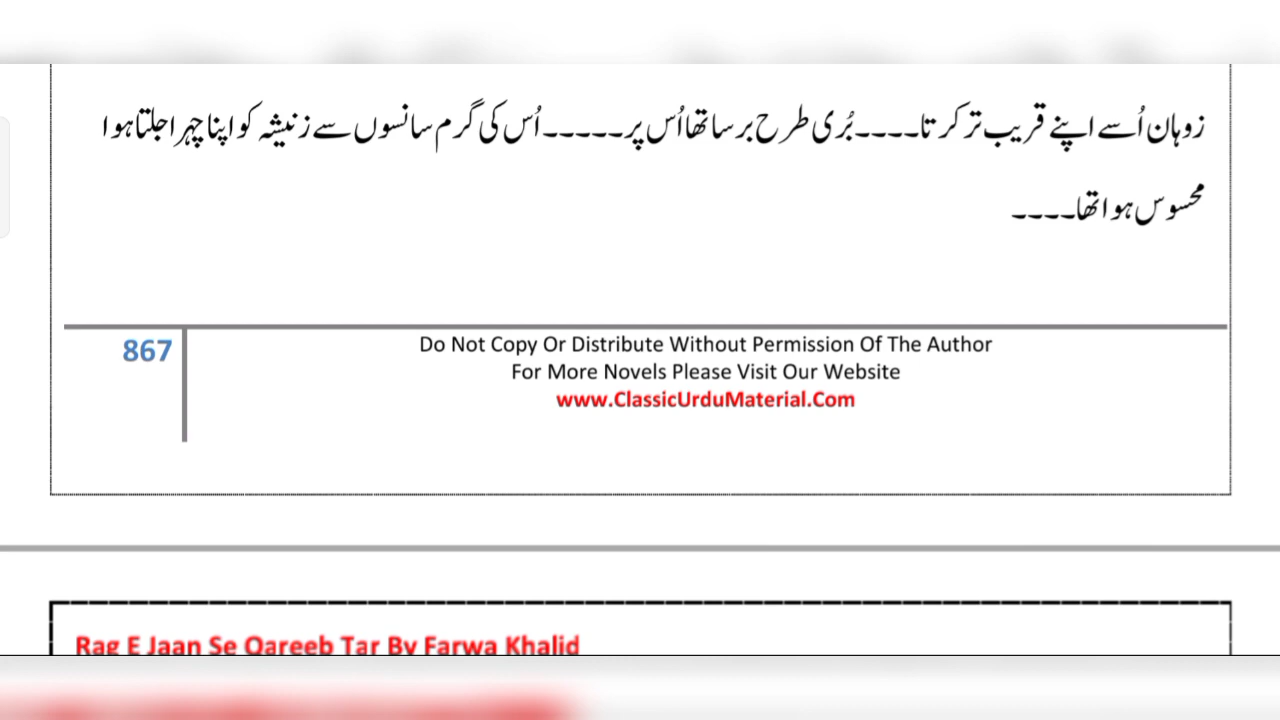 زوہان اُسے اپنے قریب تر کرتا۔۔۔۔بُری طرح برسا تھا اُس پر۔۔۔۔۔اُس کی گرم سانسوں سے زنیشہ کو اپنا چہرا جلتا ہوا
محسوس ہوا تھا۔۔۔۔
867
Do Not Copy Or Distribute Without Permission Of The Author
For More Novels Please Visit Our Website
www.ClassicUrduMaterial.Com
Rag E Jaan Se Qareeb Tar By Farwa Khalid